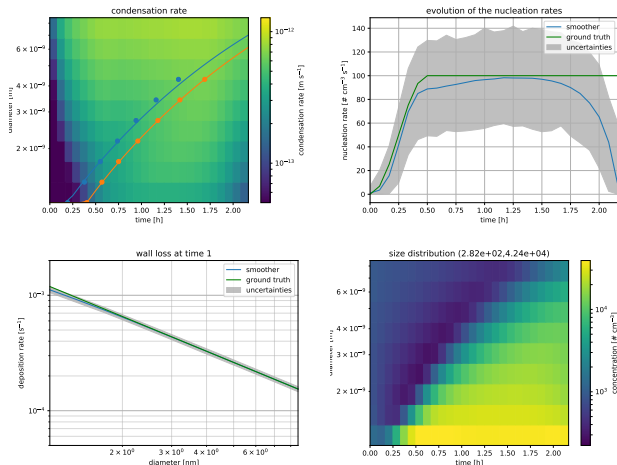 condensation rate
6 × 10⁻⁹
4 × 10⁻⁹
3 × 10⁻⁹
2 × 10⁻⁹
0.00 0.25 0.50 0.75 1.00 1.25 1.50 1.75 2.00
time [h]
10⁻¹²
10⁻¹³
condensation rate [m s⁻¹]
evolution of the nucleation rates
smoother
ground truth
uncertainties
nucleation rate [# cm⁻³ s⁻¹]
140
120
100
80
60
40
20
0
0.00 0.25 0.50 0.75 1.00 1.25 1.50 1.75 2.00
time [h]
wall loss at time 1
smoother
ground truth
uncertainties
deposition rate [s⁻¹]
10⁻³
10⁻⁴
2 × 10⁰ 3 × 10⁰ 4 × 10⁰ 6 × 10⁰
diameter [nm]
size distribution (2.82e+02,4.24e+04)
6 × 10⁻⁹
4 × 10⁻⁹
3 × 10⁻⁹
2 × 10⁻⁹
0.00 0.25 0.50 0.75 1.00 1.25 1.50 1.75 2.00
time [h]
10⁴
10³
concentration [# cm⁻³]